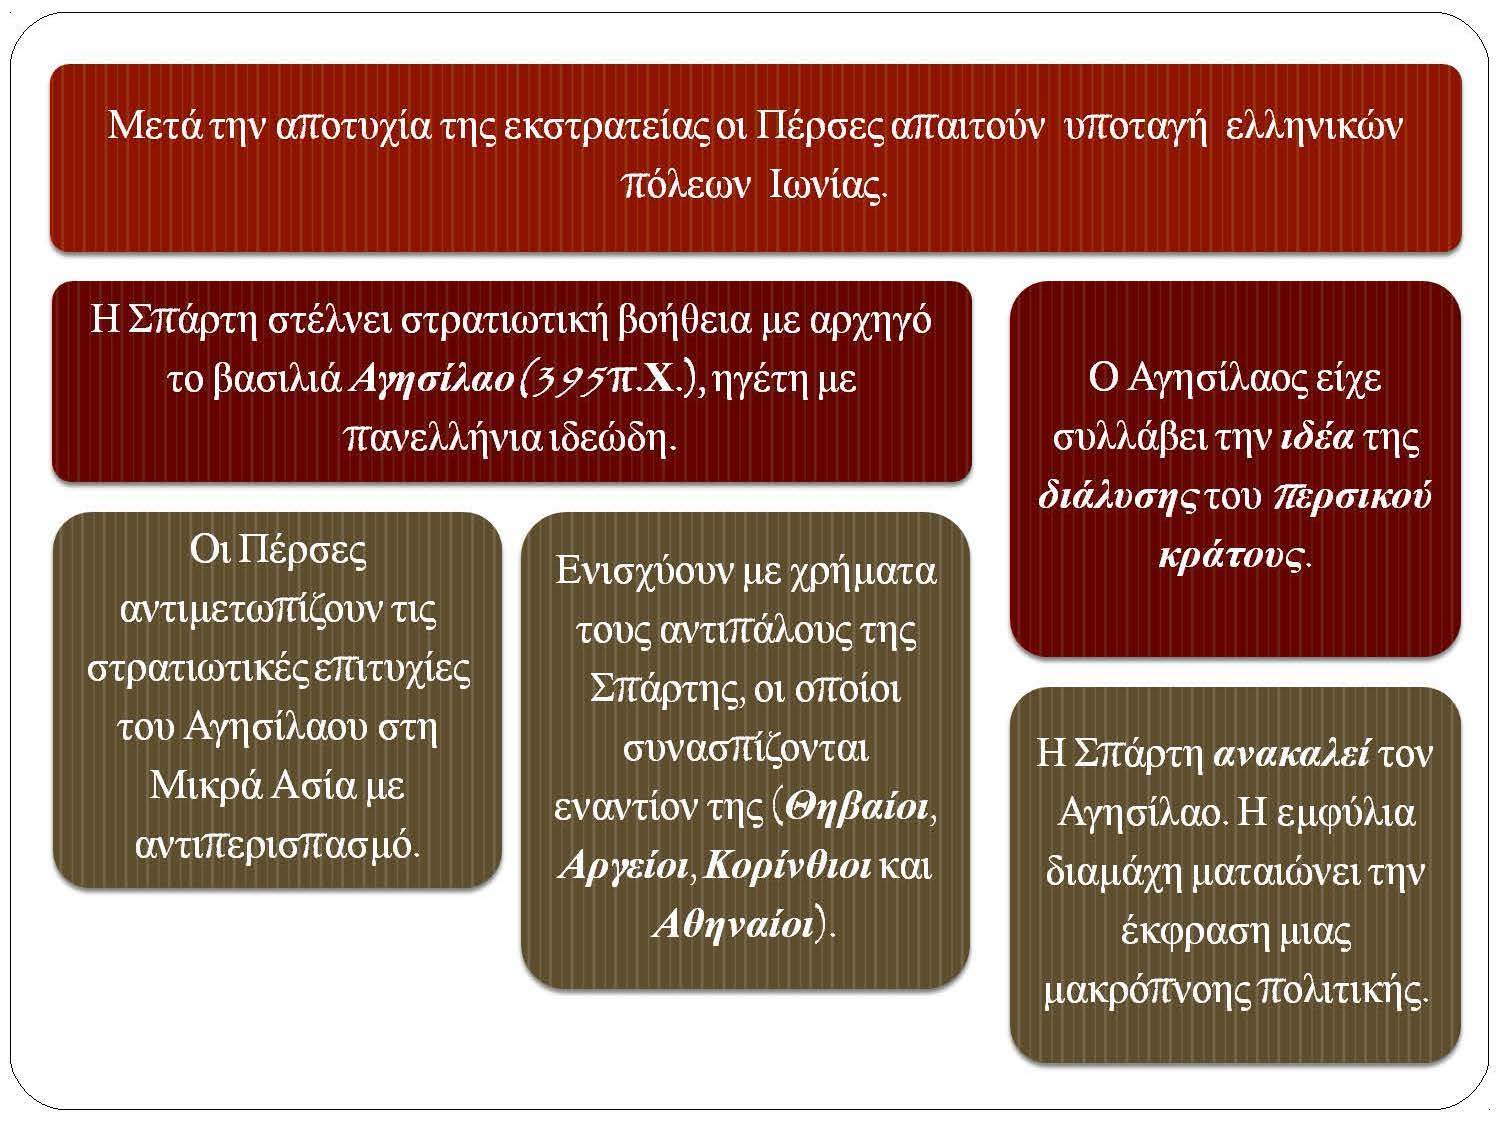 Μετά την αποτυχία της εκστρατείας οι Πέρσες απαιτούν υποταγή ελληνικών
πόλεων Ιωνίας.
Η Σπάρτη στέλνει στρατιωτική βοήθεια με αρχηγό
το βασιλιά Αγησίλαο (395 π.Χ.), ηγέτη με
πανελλήνια ιδεώδη.
Οι Πέρσες
αντιμετωπίζουν τις
στρατιωτικές επιτυχίες
του Αγησίλαου στη
Μικρά Ασία με
αντιπερισπασμό.
Ενισχύουν με χρήματα
τους αντιπάλους της
Σπάρτης, οι οποίοι
συνασπίζονται
εναντίον της (Θηβαίοι,
Αργείοι, Κορίνθιοι και
Αθηναίοι).
Ο Αγησίλαος είχε
συλλάβει την ιδέα της
διάλυσης του περσικού
κράτους.
Η Σπάρτη ανακαλεί τον
Αγησίλαο. Η εμφύλια
διαμάχη ματαιώνει την
έκφραση μιας
μακρόπνοης πολιτικής.